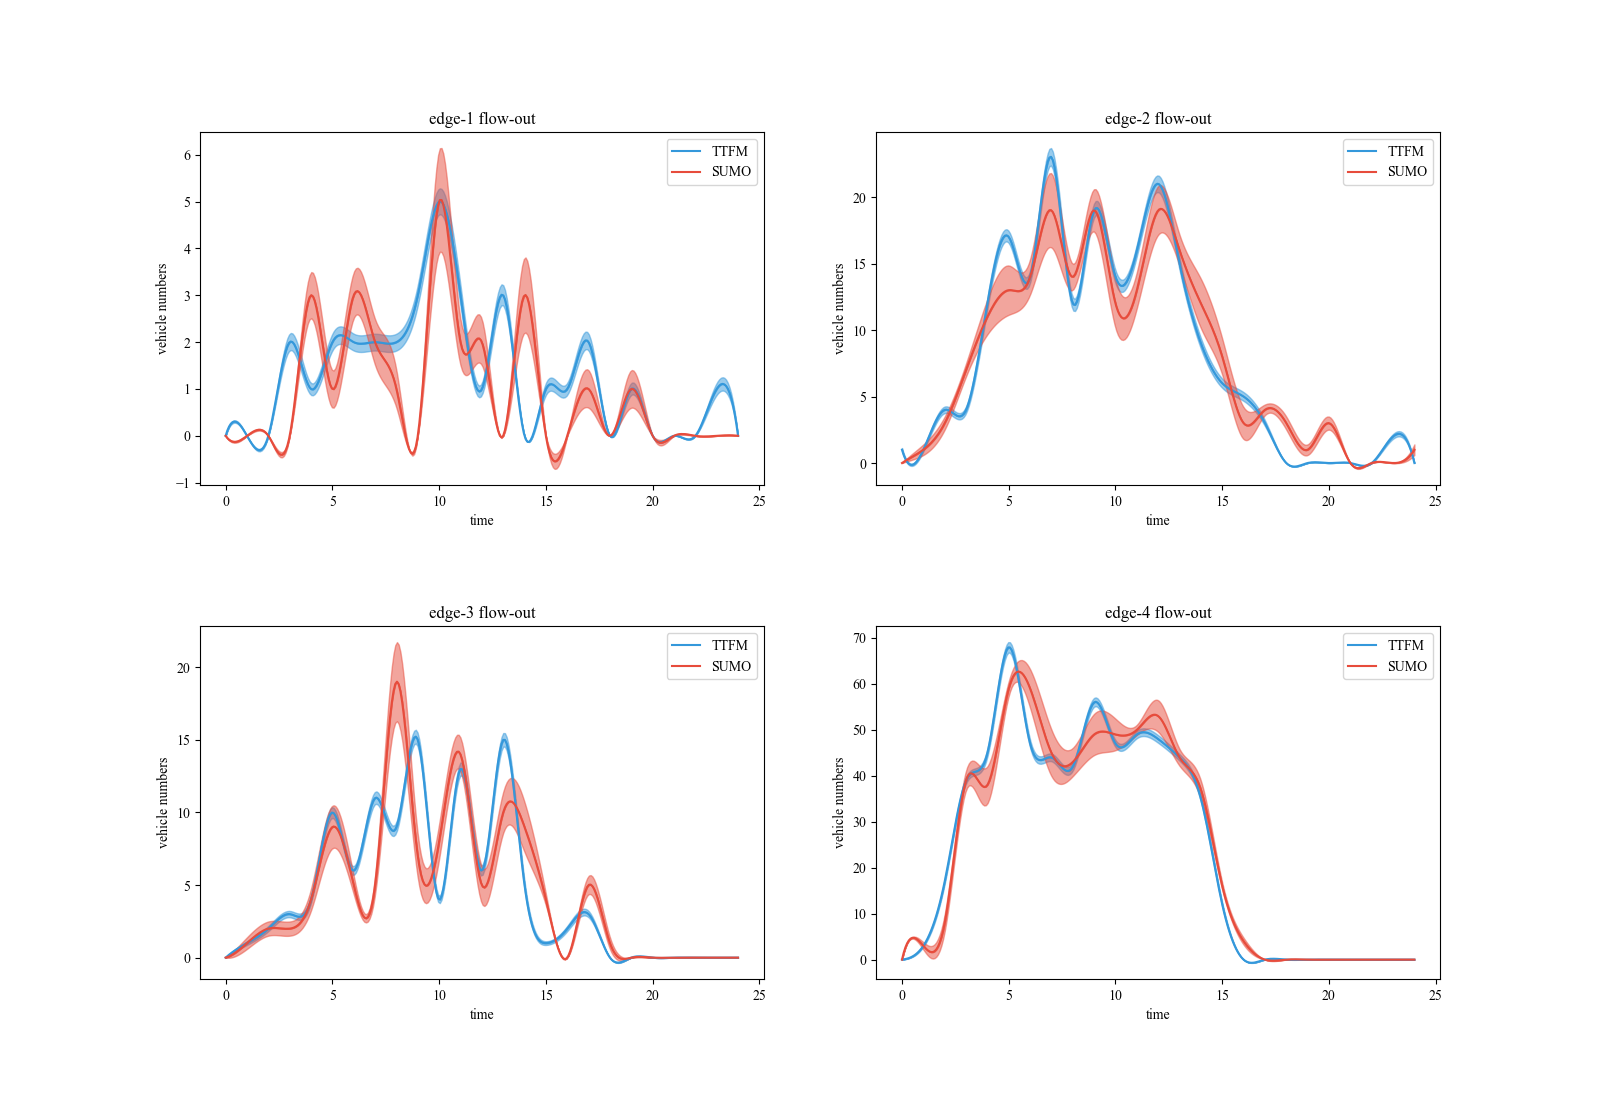 edge-1 flow-out
6
5
4
3
2
1
0
−1
vehicle numbers
0 5 10 15 20 25
time
TTFM
SUMO
edge-2 flow-out
20
15
10
5
0
vehicle numbers
0 5 10 15 20 25
time
TTFM
SUMO
edge-3 flow-out
20
15
10
5
0
vehicle numbers
0 5 10 15 20 25
time
TTFM
SUMO
edge-4 flow-out
70
60
50
40
30
20
10
0
vehicle numbers
0 5 10 15 20 25
time
TTFM
SUMO